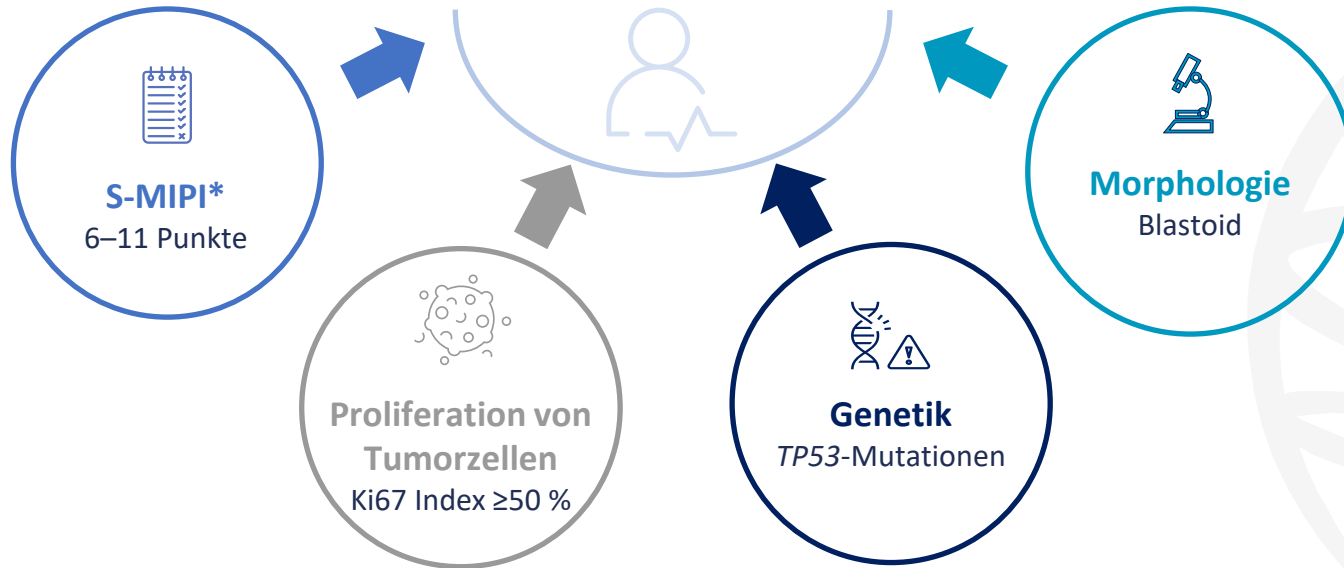 S-MIPI*
6–11 Punkte
Proliferation von
Tumorzellen
Ki67 Index ≥50 %
Genetik
TP53-Mutationen
Morphologie
Blastoid